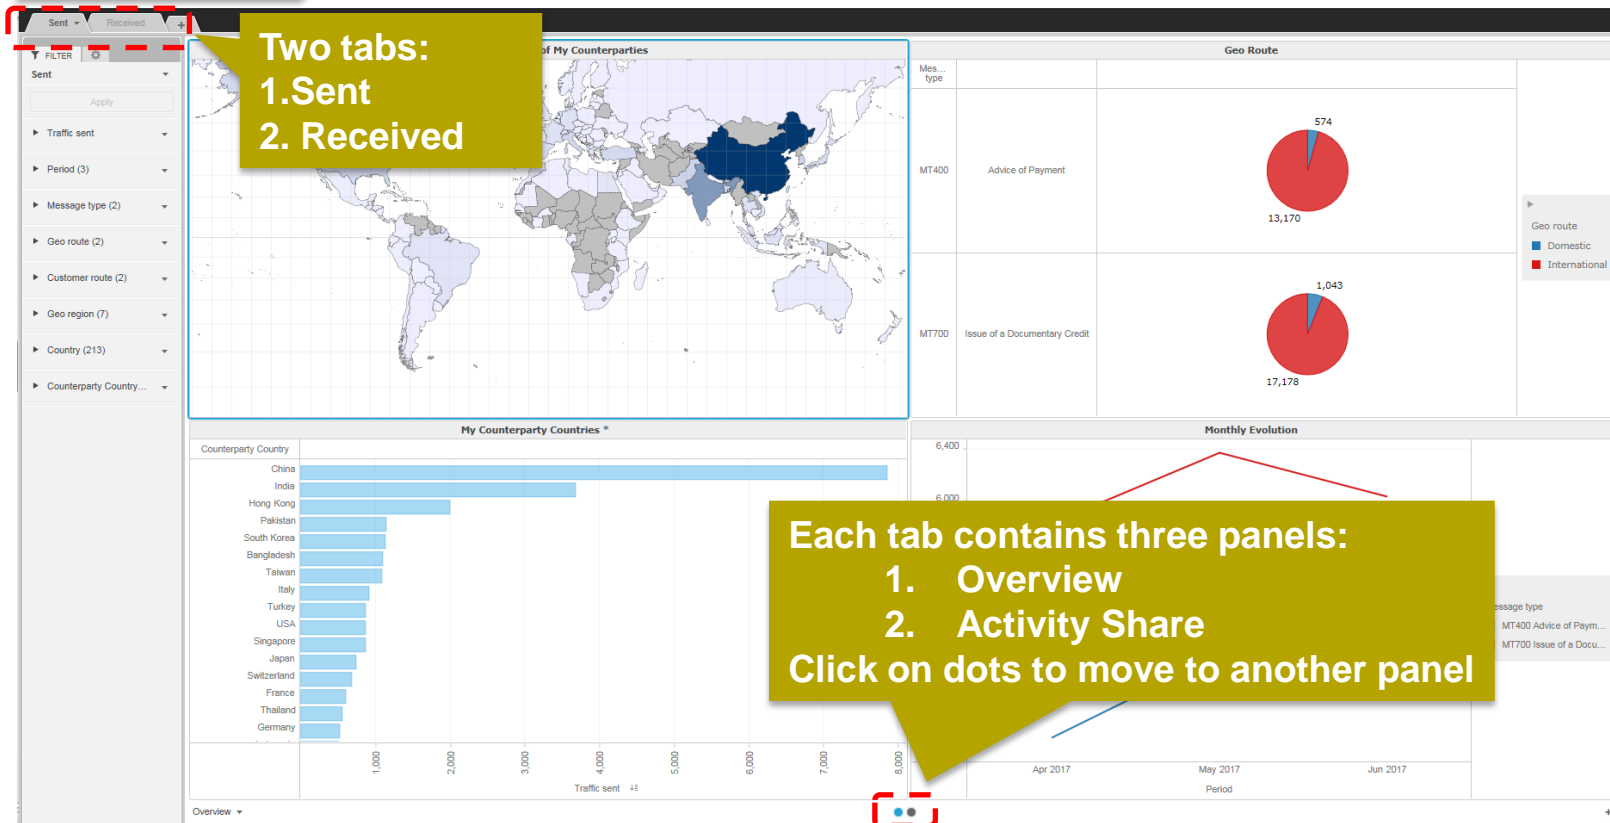 Sent
Received
+
Two tabs:
1.Sent
2. Received
FILTER
Sent
Apply
Traffic sent
Period (3)
Message type (2)
Geo route (2)
Customer route (2)
Geo region (7)
Country (213)
Counterparty Country...
of My Counterparties
Geo Route
Mes...
type
MT400
Advice of Payment
574
13,170
MT700
Issue of a Documentary Credit
1,043
17,178
Geo route
Domestic
International
My Counterparty Countries *
Counterparty Country
China
India
Hong Kong
Pakistan
South Korea
Bangladesh
Taiwan
Italy
Turkey
USA
Singapore
Japan
Switzerland
France
Thailand
Germany
1,000
2,000
3,000
4,000
5,000
6,000
7,000
8,000
Traffic sent
Monthly Evolution
6,400
6,000
Each tab contains three panels:
1. Overview
2. Activity Share
Click on dots to move to another panel
essage type
MT400 Advice of Paym...
MT700 Issue of a Docu...
Apr 2017
May 2017
Jun 2017
Period
Overview
+